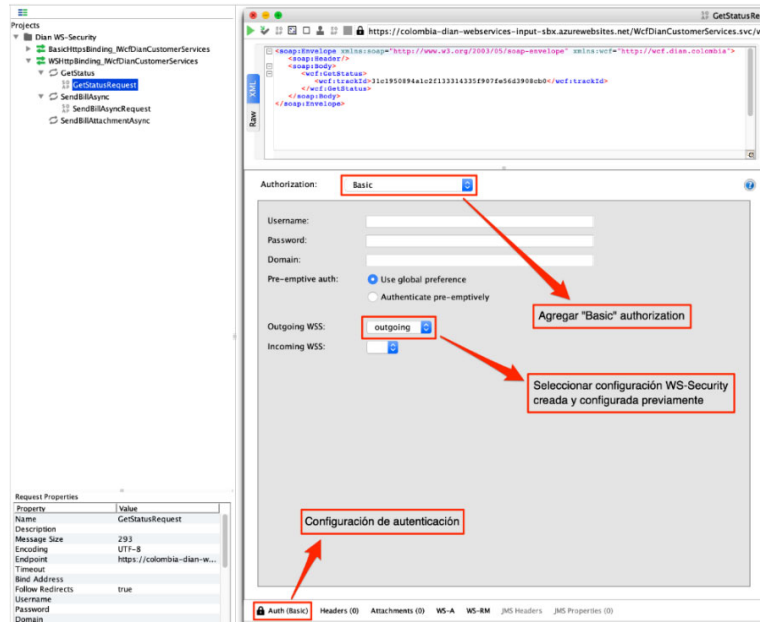 GetStatusRe
Projects
Dian WS-Security
BasicHttpsBinding_IWcfDianCustomerServices
WSHttpBinding_IWcfDianCustomerServices
GetStatus
GetStatusRequest
SendBillAsync
SendBillAsyncRequest
SendBillAttachmentAsync
https://colombia-dian-webservices-input-sbx.azurewebsites.net/WcfDianCustomerServices.svc/w
XML
Raw
<soap:Envelope xmlns:soap="http://www.w3.org/2003/05/soap-envelope" xmlns:wcf="http://wcf.dian.colombia">
<soap:Header/>
<soap:Body>
<wcf:GetStatus>
</wcf:trackId>
</wcf:GetStatus>
</soap:Body>
</soap:Envelope>
Authorization: Basic
Username:
Password:
Domain:
Pre-emptive auth: Use global preference
Authenticate pre-emptively
Outgoing WSS: outgoing
Incoming WSS:
Agregar "Basic" authorization
Seleccionar configuración WS-Security
creada y configurada previamente
Configuración de autenticación
Request Properties
Property Value
Name GetStatusRequest
Description
Message Size 293
Encoding UTF-8
Endpoint https://colombia-dian-w...
Timeout
Bind Address
Follow Redirects true
Username
Password
Domain
Auth (Basic) Headers (0) Attachments (0) WS-A WS-RM JMS Headers JMS Properties (0)